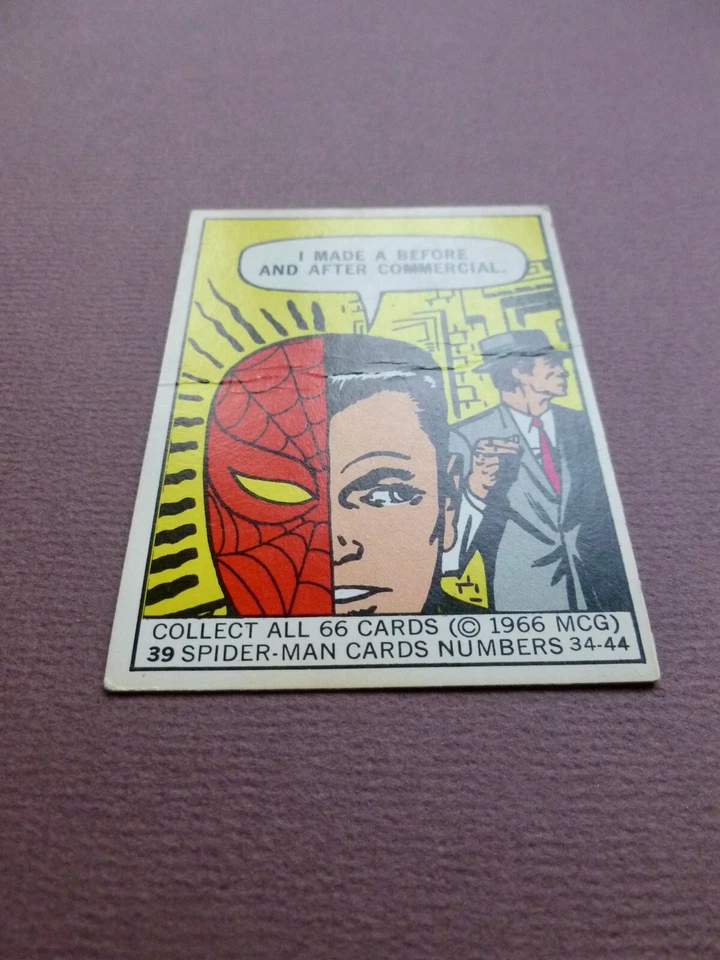 I MADE A BEFORE
AND AFTER COMMERCIAL.
COLLECT ALL 66 CARDS (© 1966 MCG)
39 SPIDER-MAN CARDS NUMBERS 34-44